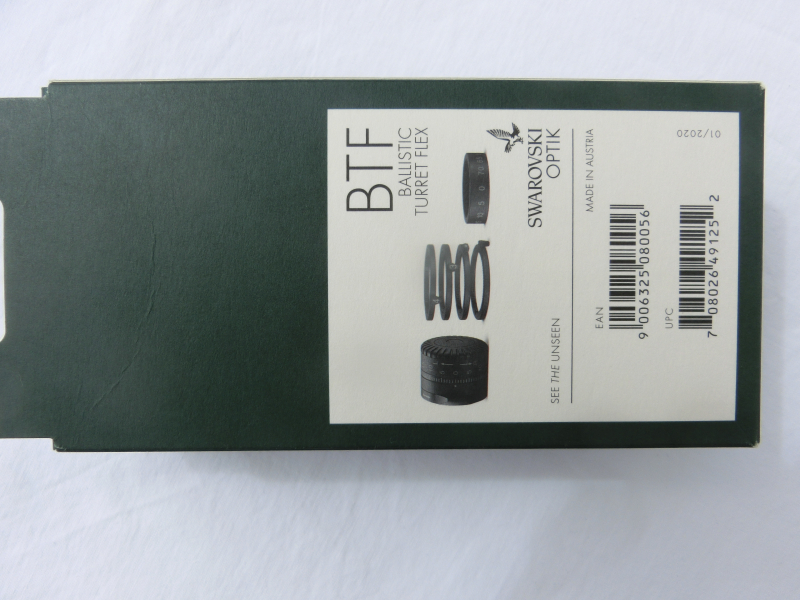 BTF
BALLISTIC
TURRET FLEX
SWAROVSKI
OPTIK
SEE THE UNSEEN
MADE IN AUSTRIA
EAN
9 006325 080056
UPC
7 08026 49125 2
01/2020